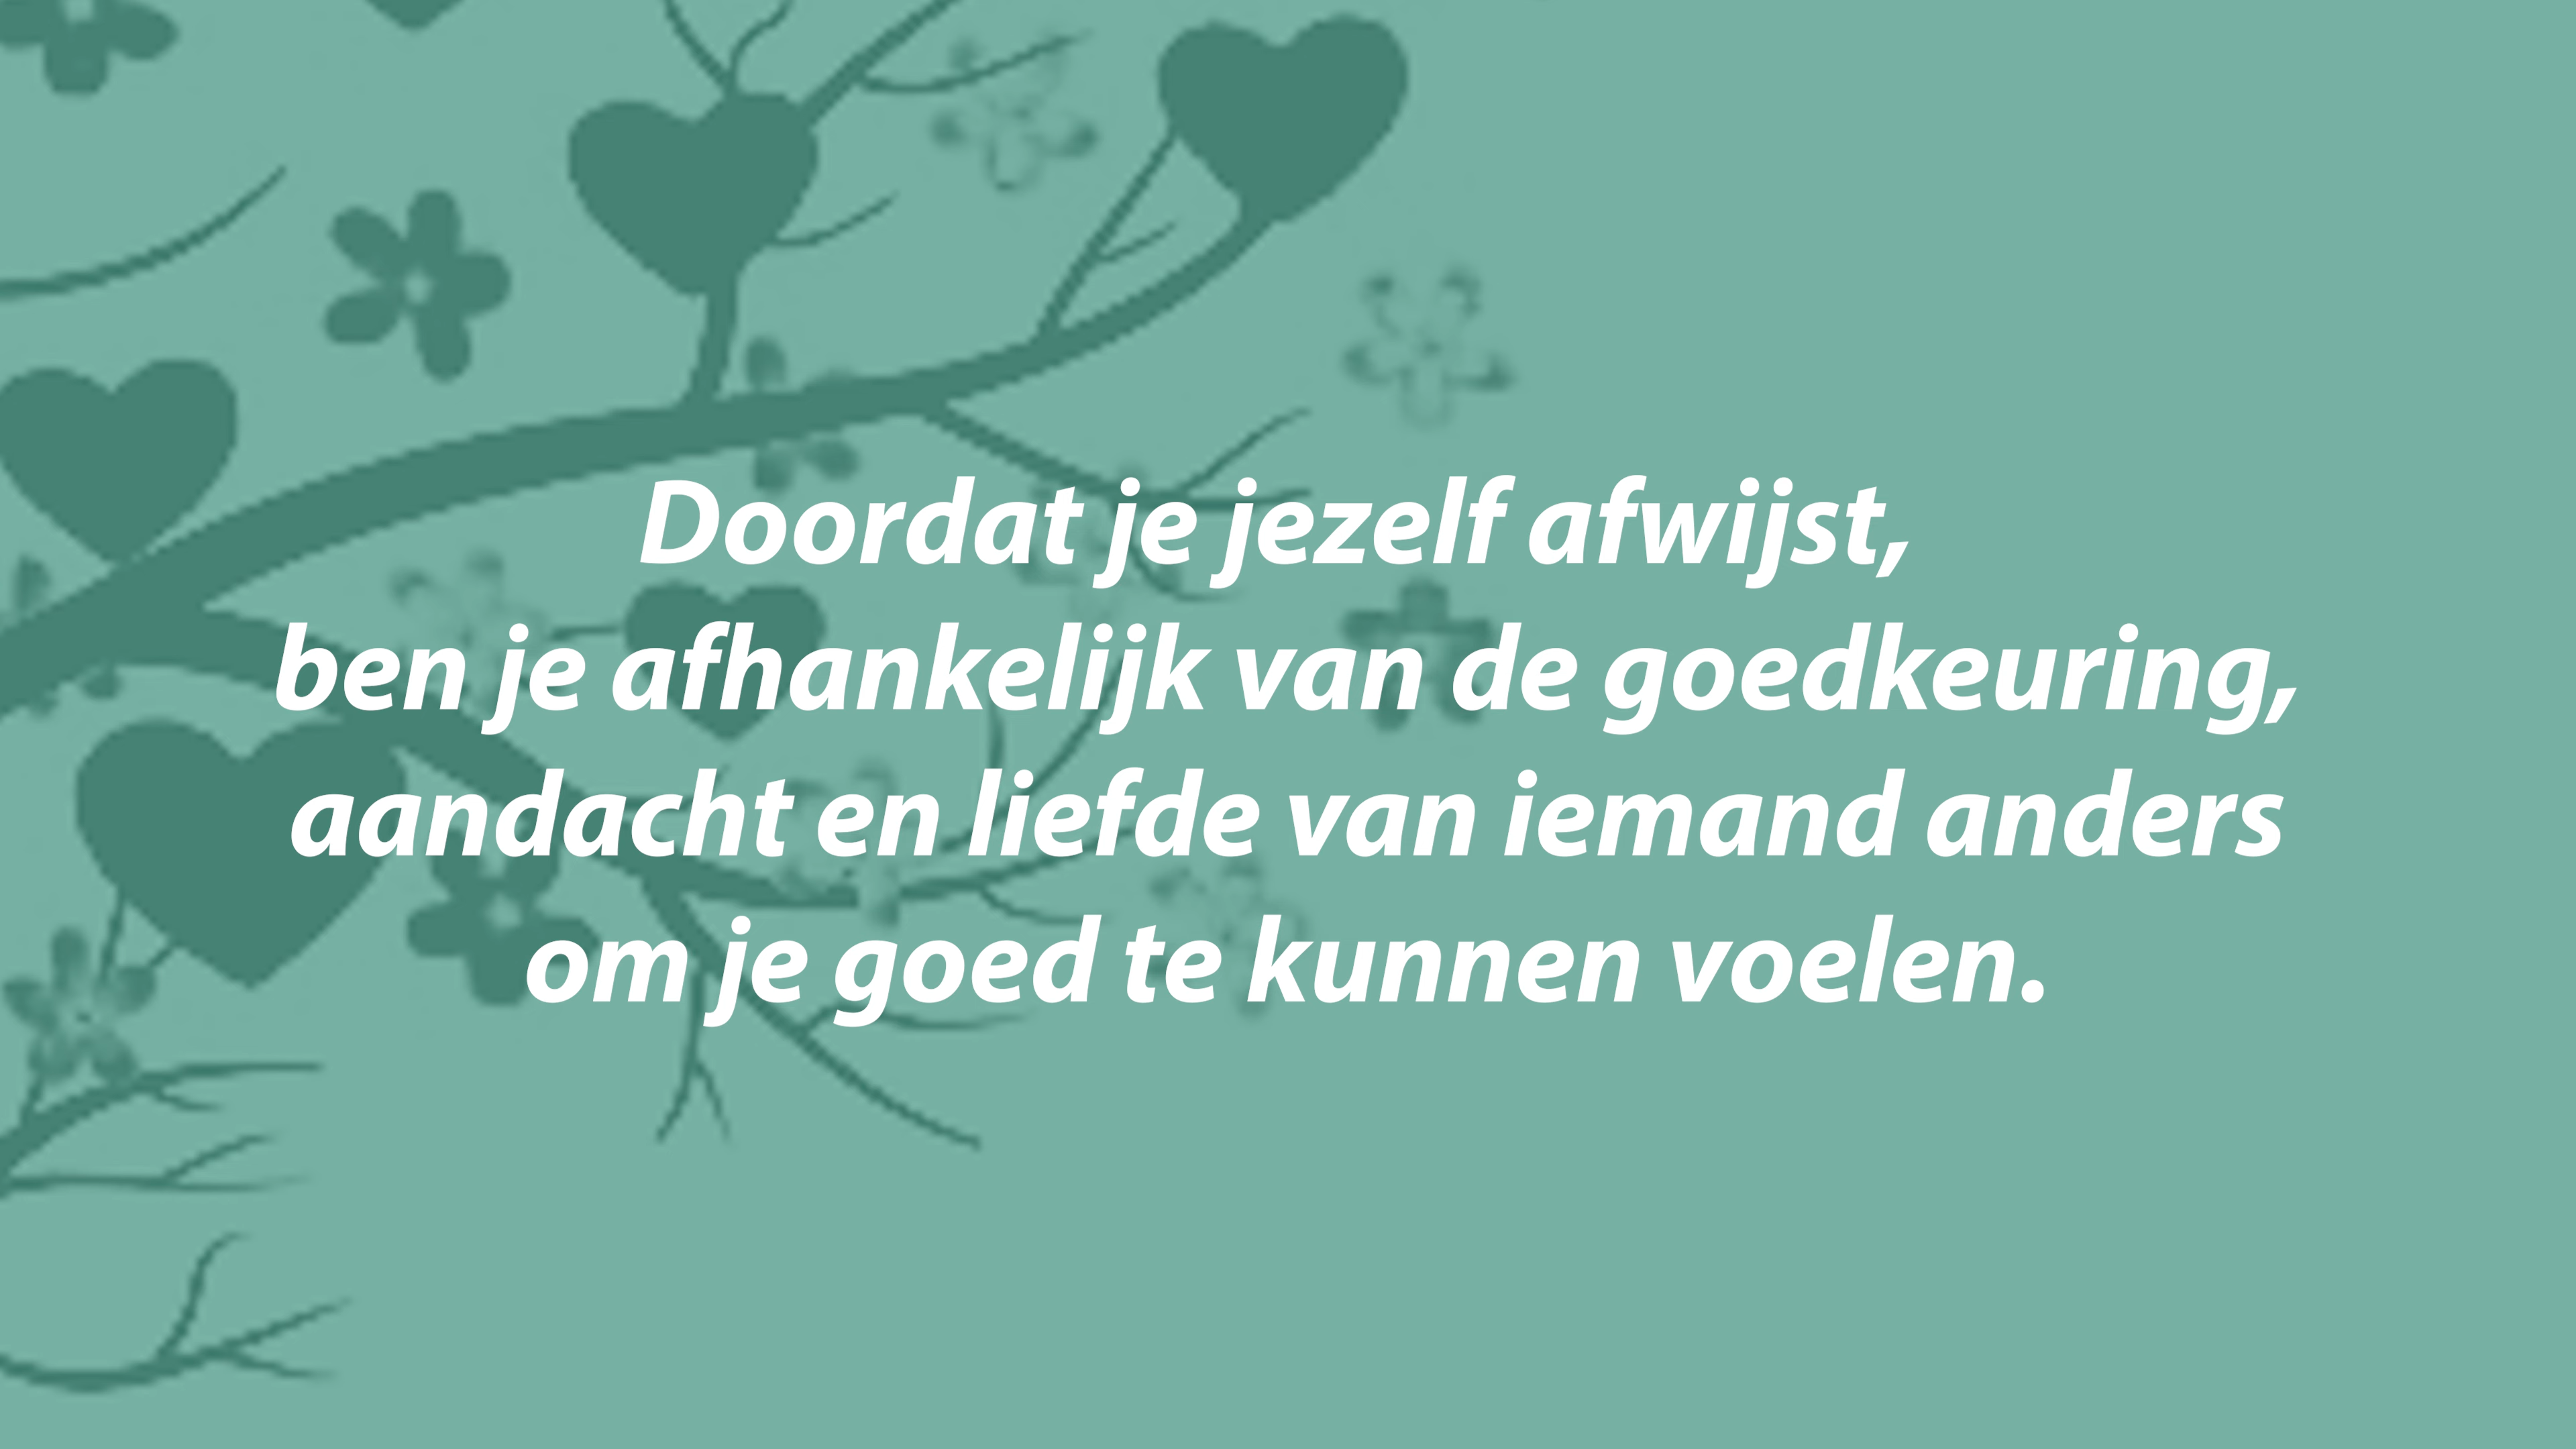 Doordat je jezelf afwijst,
ben je afhankelijk van de goedkeuring,
aandacht en liefde van iemand anders
om je goed te kunnen voelen.